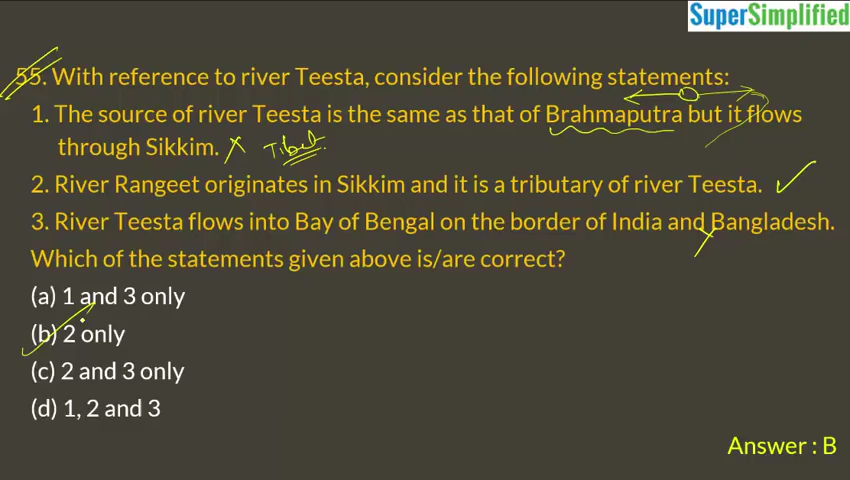 SuperSimplified
55. With reference to river Teesta, consider the following statements:
1. The source of river Teesta is the same as that of Brahmaputra but it flows
through Sikkim. Tibet
2. River Rangeet originates in Sikkim and it is a tributary of river Teesta.
3. River Teesta flows into Bay of Bengal on the border of India and Bangladesh.
Which of the statements given above is/are correct?
(a) 1 and 3 only
(b) 2 only
(c) 2 and 3 only
(d) 1, 2 and 3
Answer : B